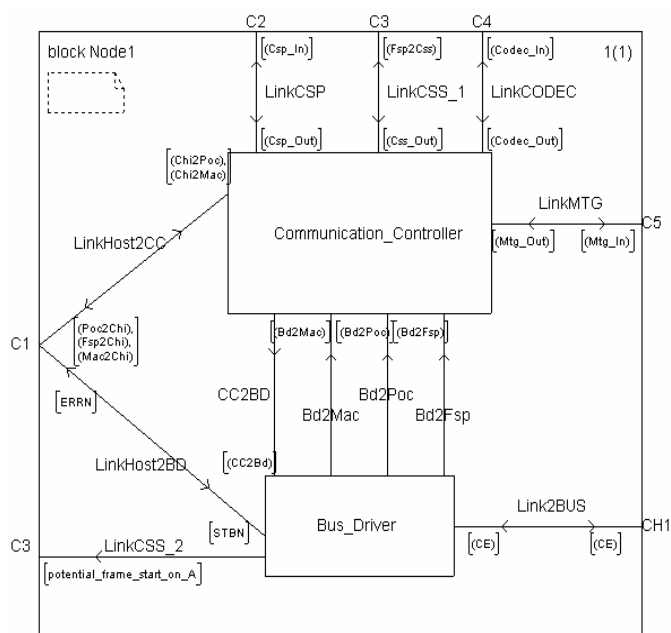 C2 C3 C4
block Node1 [(Csp_In)] [(Fsp2Css)] [(Codec_In)] 1(1)
LinkCSP LinkCSS_1 LinkCODEC
[(Csp_Out)] [(Css_Out)] [(Codec_Out)]
[(Chi2Poc),
(Chi2Mac)]
LinkMTG
C5
Communication_Controller
LinkHost2CC
[(Mtg_Out)] [(Mtg_In)]
[(Bd2Mac)] [(Bd2Poc)] [(Bd2Fsp)]
C1
[(Poc2Chi),
(Fsp2Chi),
(Mac2Chi)]
CC2BD Bd2Mac Bd2Poc Bd2Fsp
[ERRN]
LinkHost2BD
[(CC2Bd)]
Link2BUS
Bus_Driver
CH1
[STBN]
[(CE)] [(CE)]
C3
LinkCSS_2
[potential_frame_start_on_A]